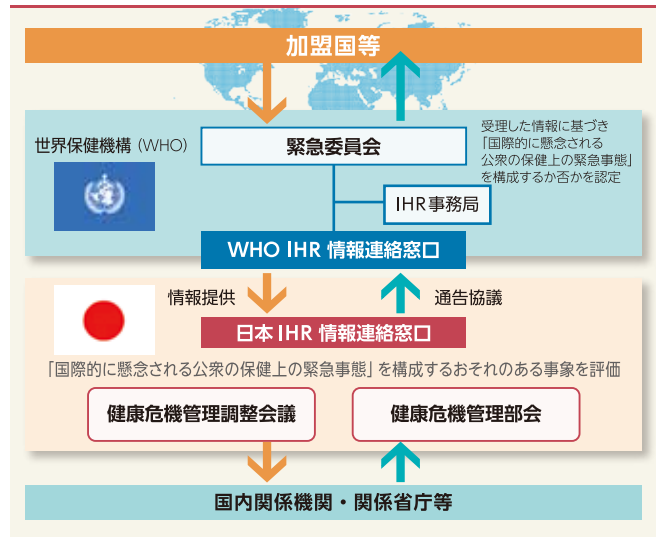 加盟国等
世界保健機構(WHO)
緊急委員会
受理した情報に基づき
「国際的に懸念される
公衆の保健上の緊急事態」
を構成するか否かを認定
IHR事務局
WHO IHR 情報連絡窓口
情報提供
通告協議
日本IHR 情報連絡窓口
「国際的に懸念される公衆の保健上の緊急事態」を構成するおそれのある事象を評価
健康危機管理調整会議
健康危機管理部会
国内関係機関・関係省庁等